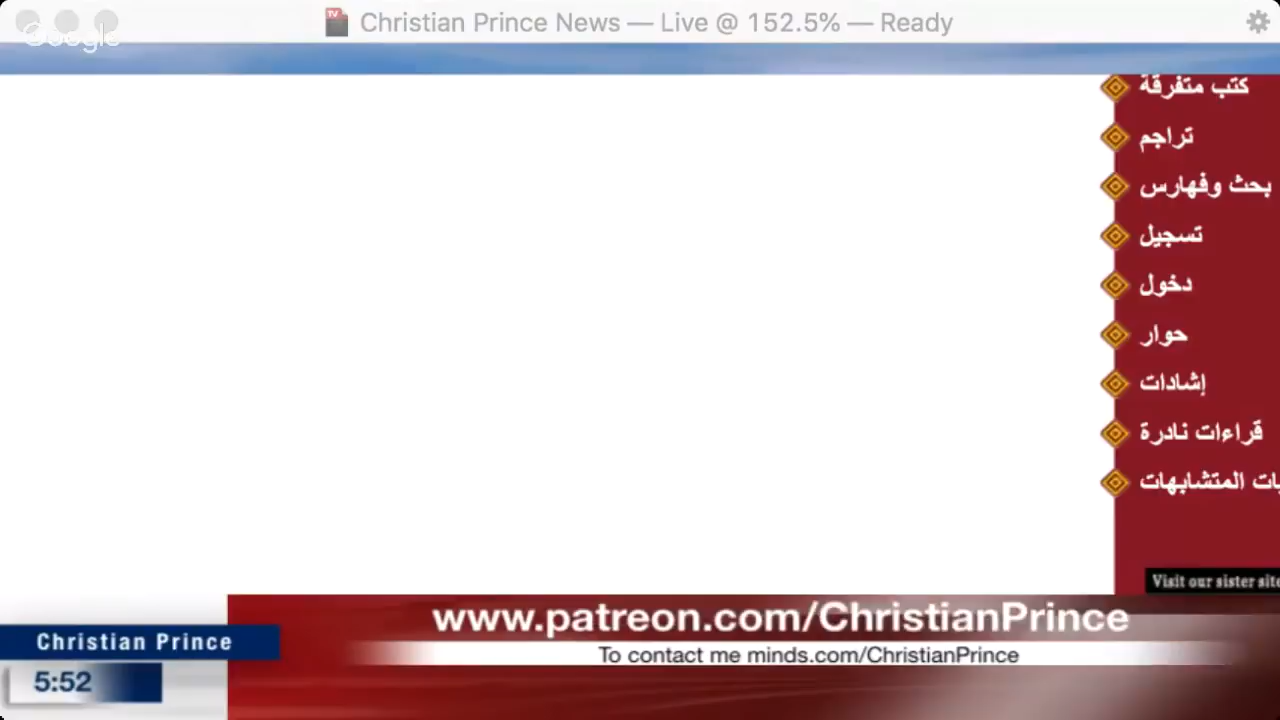 Google
Christian Prince News — Live @ 152.5% — Ready
كتب متفرقة
تراجم
بحث وفهارس
تسجيل
دخول
حوار
إشادات
قراءات نادرة
المتشابهات
Visit our sister site
www.patreon.com/ChristianPrince
To contact me minds.com/ChristianPrince
Christian Prince
5:52